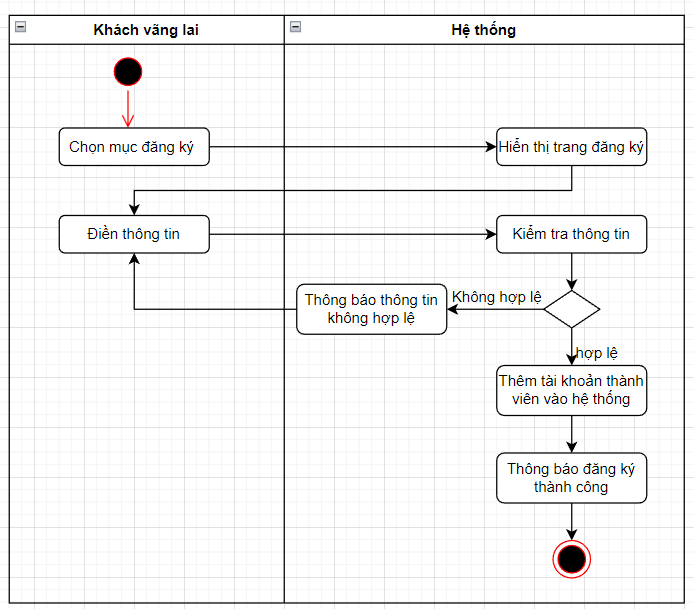 Khách vãng lai
Hệ thống
Chọn mục đăng ký
Hiển thị trang đăng ký
Điền thông tin
Kiểm tra thông tin
Thông báo thông tin
không hợp lệ
Không hợp lệ
hợp lệ
Thêm tài khoản thành
viên vào hệ thống
Thông báo đăng ký
thành công